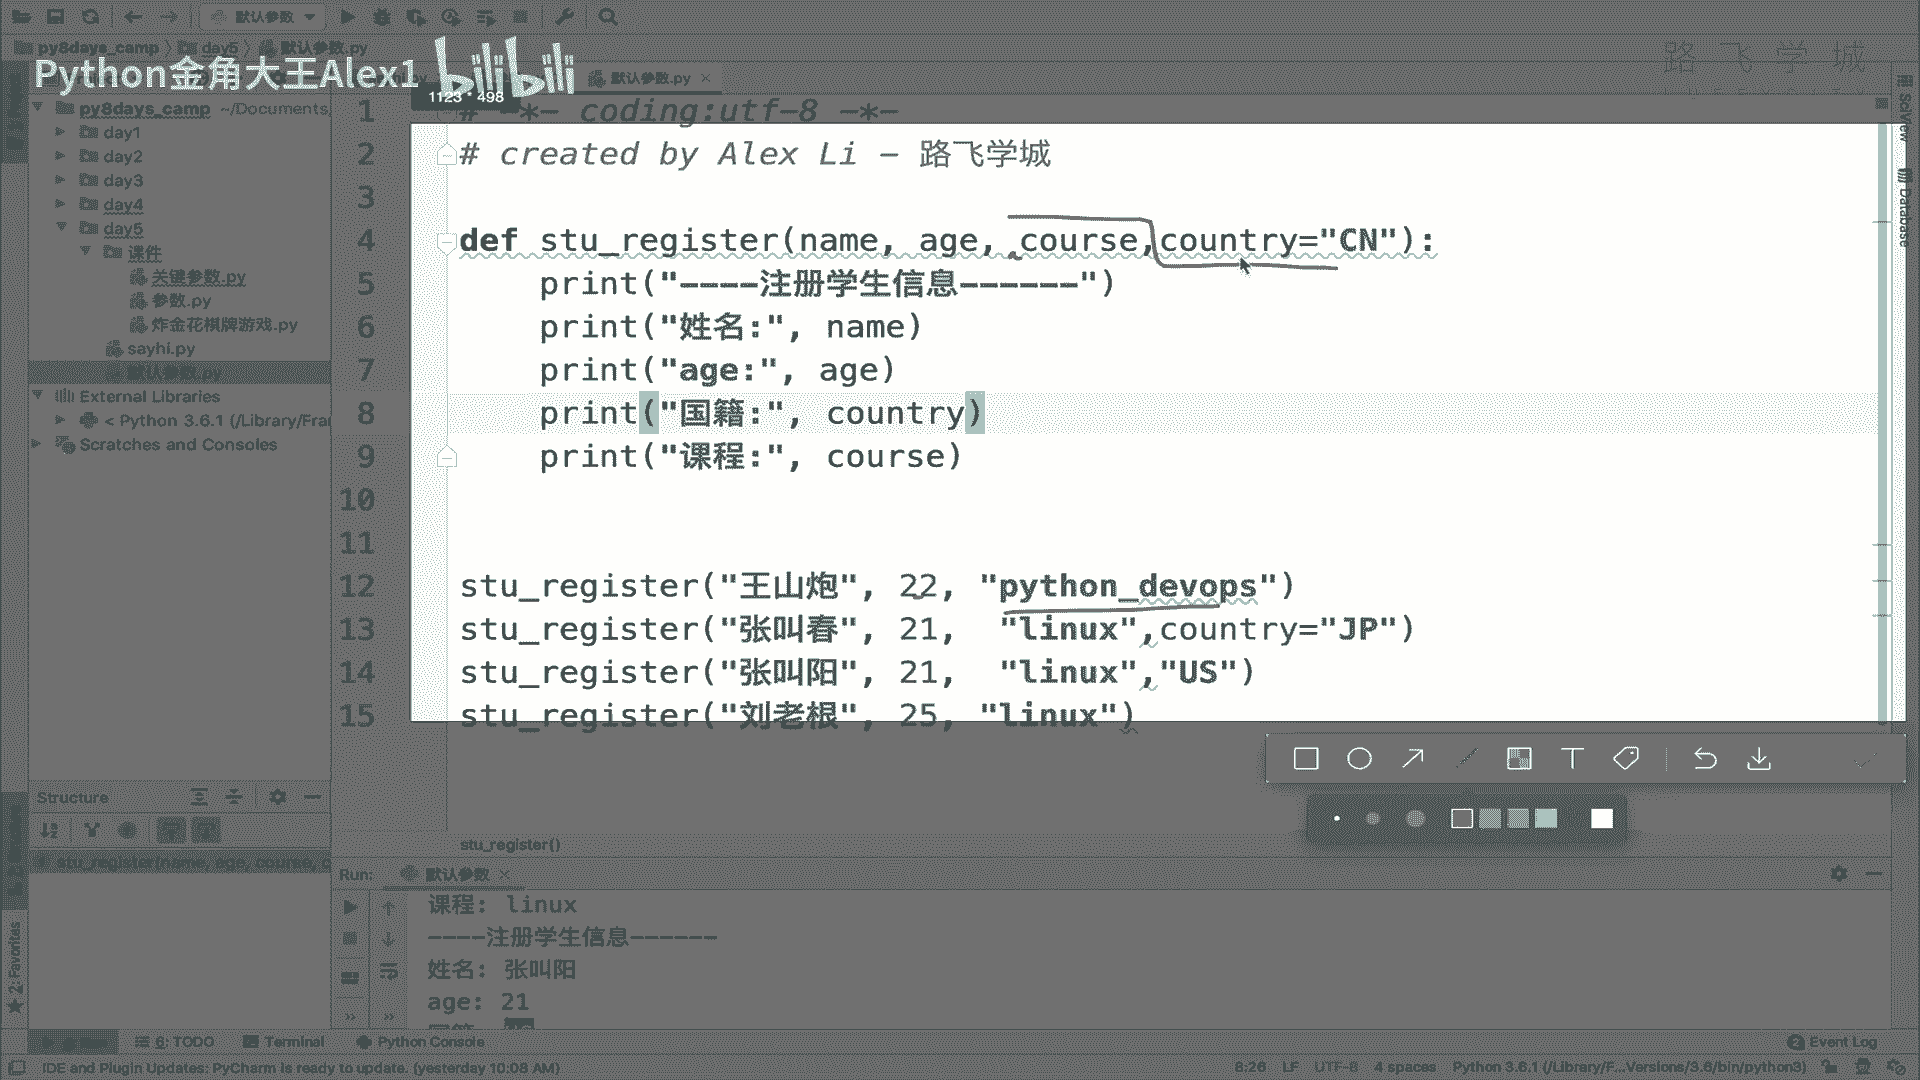 默认参数
py8days_camp day5 默认参数.py
路飞学城
Python金角大王Alex1 bilibili
默认参数.py
1123 * 498
py8days_camp ~/Documents
day1
day2
day3
day4
day5
课件
关键参数.py
参数.py
炸金花棋牌游戏.py
sayhi.py
默认参数.py
External Libraries
< Python 3.6.1 (/Library/Fra
Scratches and Consoles
1 # -*- coding:utf-8 -*-
2 # created by Alex Li - 路飞学城
3
4 def stu_register(name, age, course,country="CN"):
5 print("----注册学生信息------")
6 print("姓名:", name)
7 print("age:", age)
8 print("国籍:", country)
9 print("课程:", course)
10
11
12 stu_register("王山炮", 22, "python_devops")
13 stu_register("张叫春", 21, "linux",country="JP")
14 stu_register("张叫阳", 21, "linux","US")
15 stu_register("刘老根", 25, "linux")
SciView
Database
Structure
stu_register(name, age, course, c
stu_register()
Run: 默认参数
课程: linux
----注册学生信息------
姓名: 张叫阳
age: 21
2: Favorites
6: TODO Terminal Python Console
2 Event Log
IDE and Plugin Updates: PyCharm is ready to update. (yesterday 10:08 AM)
8:26 LF UTF-8 4 spaces Python 3.6.1 (/Library/F...Versions/3.6/bin/python3)